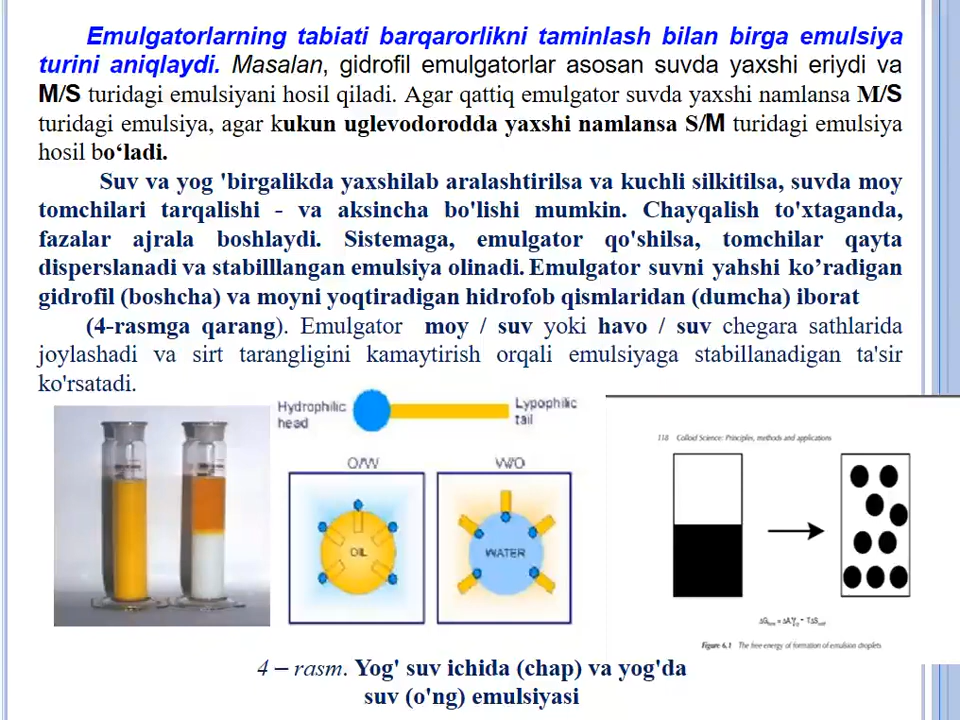 Emulgatorlarning tabiati barqarorlikni taminlash bilan birga emulsiya
turini aniqlaydi. Masalan, gidrofil emulgatorlar asosan suvda yaxshi eriydi va
M/S turidagi emulsiyani hosil qiladi. Agar qattiq emulgator suvda yaxshi namlansa M/S
turidagi emulsiya, agar kukun uglevodorodda yaxshi namlansa S/M turidagi emulsiya
hosil bo‘ladi.
Suv va yog 'birgalikda yaxshilab aralashtirilsa va kuchli silkitilsa, suvda moy
tomchilari tarqalishi - va aksincha bo'lishi mumkin. Chayqalish to'xtaganda,
fazalar ajrala boshlaydi. Sistemaga, emulgator qo'shilsa, tomchilar qayta
disperslanadi va stabilllangan emulsiya olinadi. Emulgator suvni yahshi ko’radigan
gidrofil (boshcha) va moyni yoqtiradigan hidrofob qismlaridan (dumcha) iborat
(4-rasmga qarang). Emulgator moy / suv yoki havo / suv chegara sathlarida
joylashadi va sirt tarangligini kamaytirish orqali emulsiyaga stabillanadigan ta'sir
ko'rsatadi.
Hydrophilic head
Lypophilic tail
O/W
W/O
OIL
WATER
118 Colloid Science: Principles, methods and applications
Figure 6.1 The free energy of formation of emulsion droplets
4 – rasm. Yog' suv ichida (chap) va yog'da
suv (o'ng) emulsiyasi